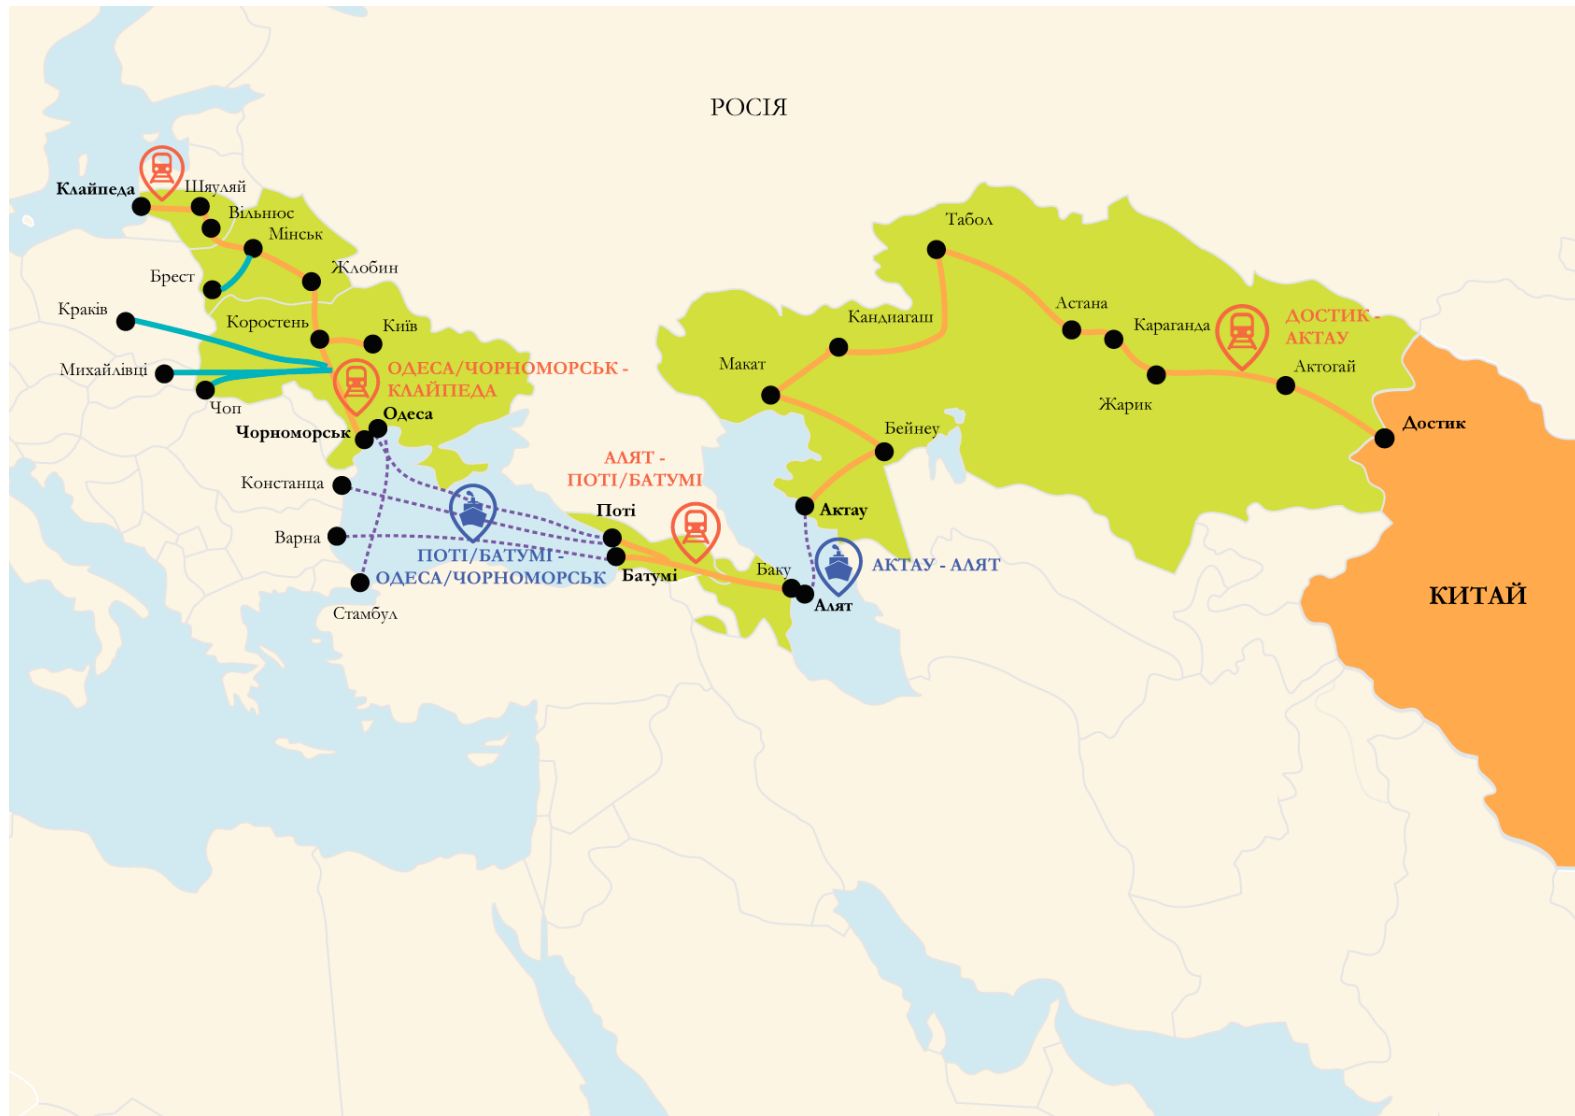 РОСІЯ
Клайпеда
Шяуляй
Вільнюс
Мінськ
Брест
Жлобин
Краків
Коростень
Київ
Михайлівці
Чоп
ОДЕСА/ЧОРНОМОРСЬК -
КЛАЙПЕДА
Одеса
Чорноморськ
Констанца
Варна
Стамбул
ПОТІ/БАТУМІ -
ОДЕСА/ЧОРНОМОРСЬК
АЛЯТ -
ПОТІ/БАТУМІ
Поті
Батумі
Баку
Алят
АКТАУ - АЛЯТ
Актау
Бейнеу
Макат
Кандиагаш
Табол
Астана
Караганда
Жарик
ДОСТИК -
АКТАУ
Актогай
Достик
КИТАЙ